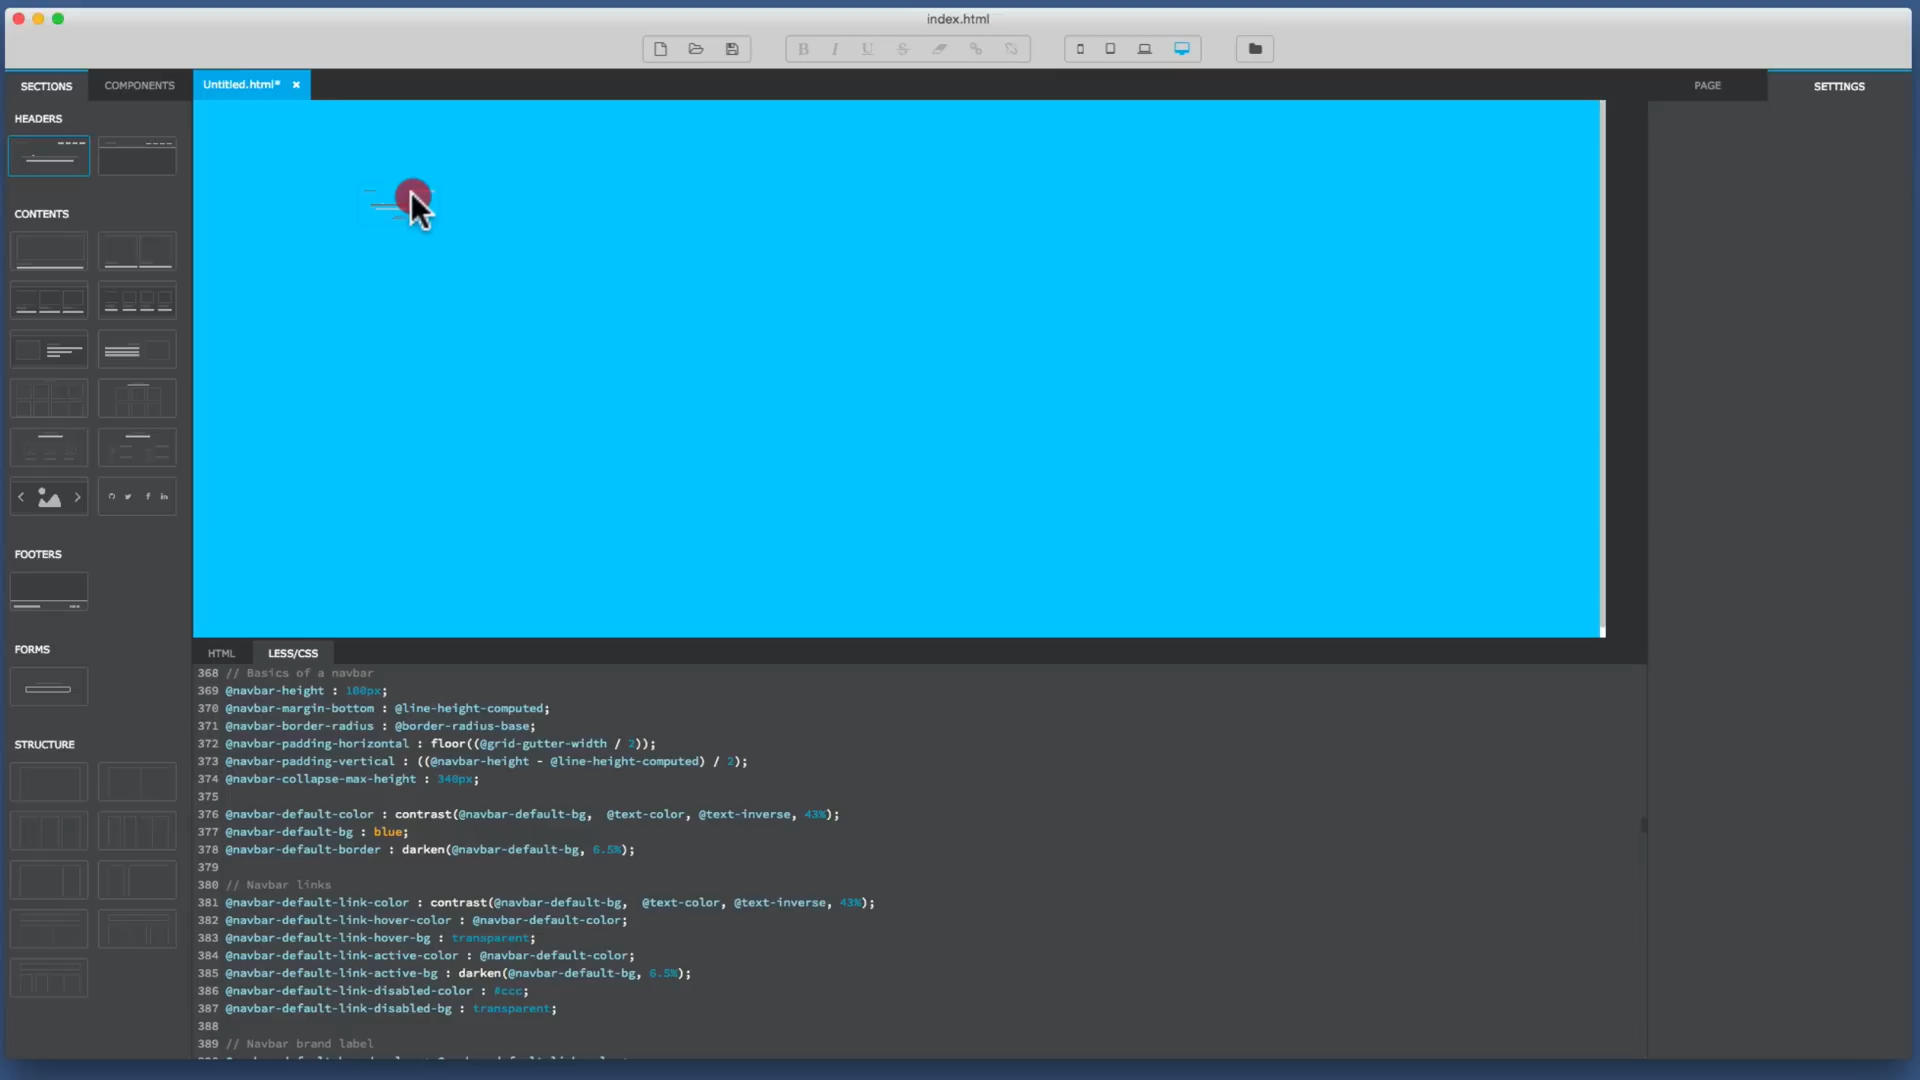 index.html
B I U S
SECTIONS
COMPONENTS
Untitled.html*
PAGE
SETTINGS
HEADERS
CONTENTS
FOOTERS
FORMS
STRUCTURE
HTML
LESS/CSS
368 // Basics of a navbar
369 @navbar-height : 100px;
370 @navbar-margin-bottom : @line-height-computed;
371 @navbar-border-radius : @border-radius-base;
372 @navbar-padding-horizontal : floor((@grid-gutter-width / 2));
373 @navbar-padding-vertical : ((@navbar-height - @line-height-computed) / 2);
374 @navbar-collapse-max-height : 340px;
375
376 @navbar-default-color : contrast(@navbar-default-bg,  @text-color, @text-inverse, 43%);
377 @navbar-default-bg : blue;
378 @navbar-default-border : darken(@navbar-default-bg, 6.5%);
379
380 // Navbar links
381 @navbar-default-link-color : contrast(@navbar-default-bg,  @text-color, @text-inverse, 43%);
382 @navbar-default-link-hover-color : @navbar-default-color;
383 @navbar-default-link-hover-bg : transparent;
384 @navbar-default-link-active-color : @navbar-default-color;
385 @navbar-default-link-active-bg : darken(@navbar-default-bg, 6.5%);
386 @navbar-default-link-disabled-color : #ccc;
387 @navbar-default-link-disabled-bg : transparent;
388
389 // Navbar brand label